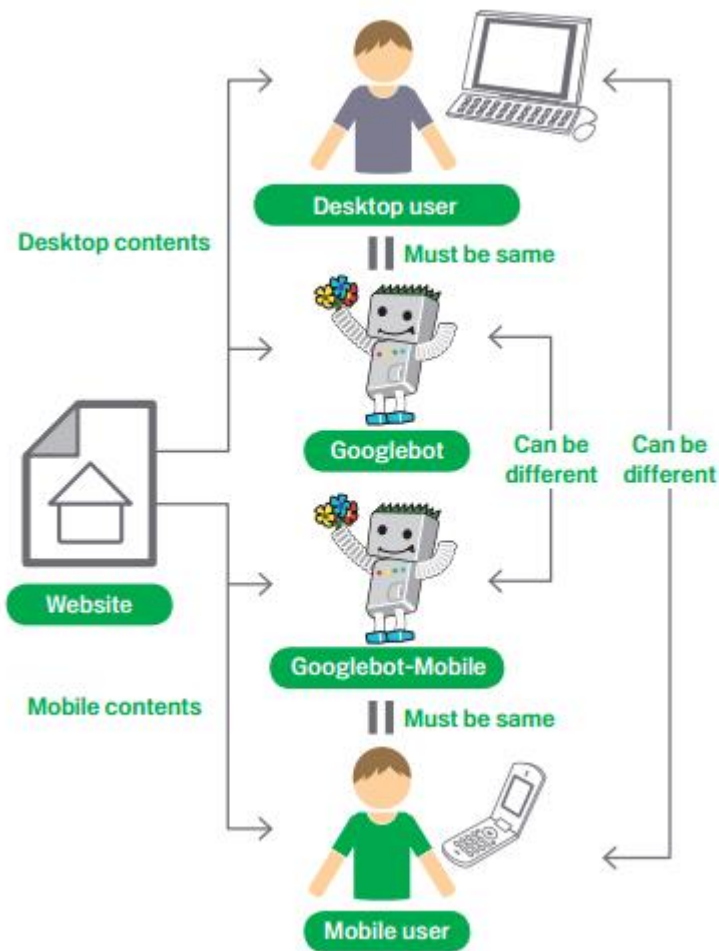 Desktop user
Desktop contents
Must be same
Googlebot
Can be
different
Can be
different
Website
Googlebot-Mobile
Mobile contents
Must be same
Mobile user